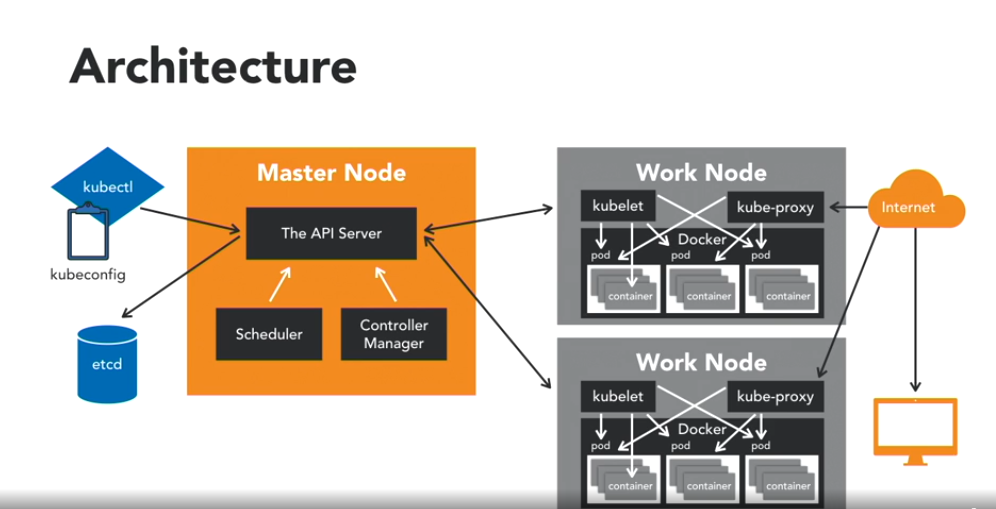 Architecture
kubectl
kubeconfig
etcd
Master Node
The API Server
Scheduler
Controller
Manager
Work Node
kubelet
kube-proxy
Docker
pod
pod
pod
container
container
container
Work Node
kubelet
kube-proxy
Docker
pod
pod
pod
container
container
container
Internet